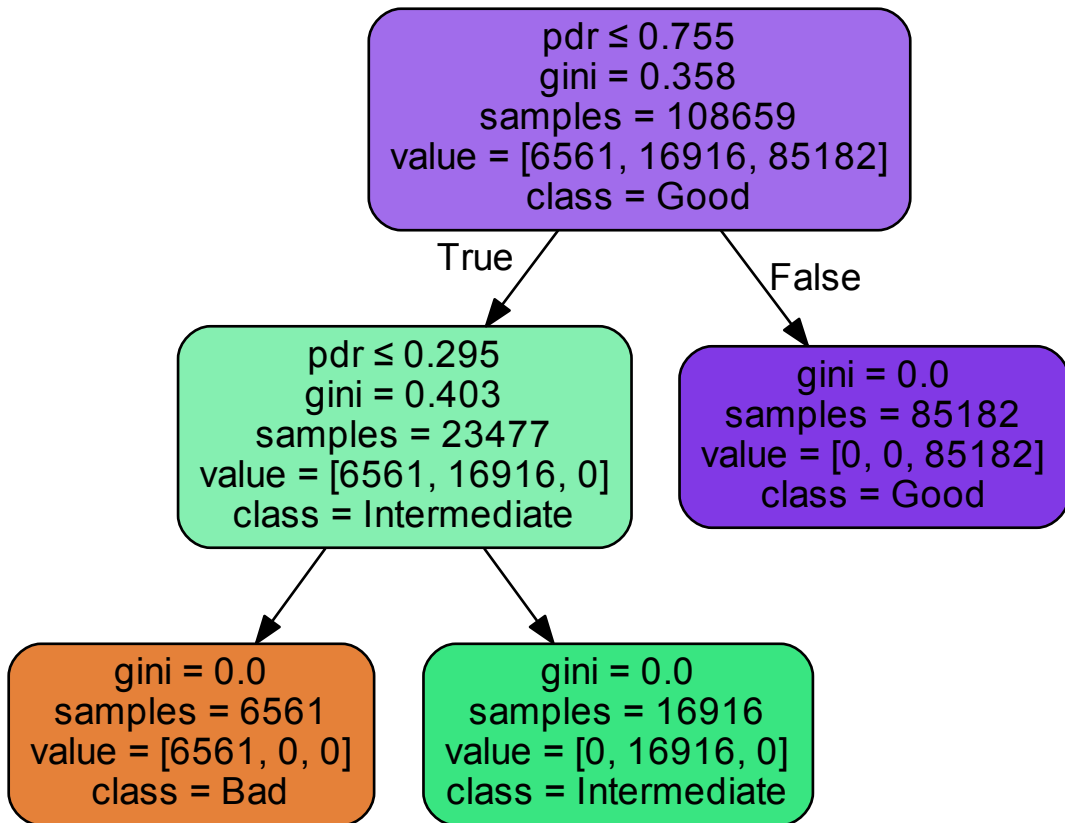 pdr ≤ 0.755
gini = 0.358
samples = 108659
value = [6561, 16916, 85182]
class = Good
True
False
pdr ≤ 0.295
gini = 0.403
samples = 23477
value = [6561, 16916, 0]
class = Intermediate
gini = 0.0
samples = 85182
value = [0, 0, 85182]
class = Good
gini = 0.0
samples = 6561
value = [6561, 0, 0]
class = Bad
gini = 0.0
samples = 16916
value = [0, 16916, 0]
class = Intermediate